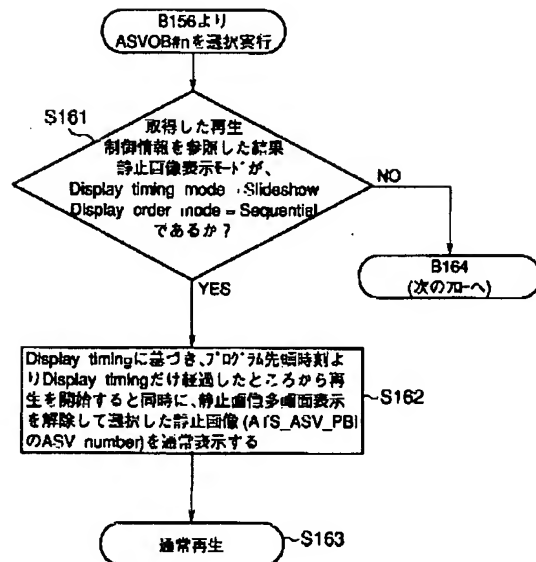 B156より
ASVOB#nを選択実行
S161
取得した再生
制御情報を参照した結果
静止画像表示モードが、
Display timing mode = Slideshow
Display order mode = Sequential
であるか?
NO
B164
(次のフローへ)
YES
Display timingに基づき、プログラム先頭時刻よ
りDisplay timingだけ経過したところから再
生を開始すると同時に、静止画像多画面表示
を解除して選択した静止画像(ATS_ASV_PBI
のASV number)を通常表示する
S162
通常再生
S163